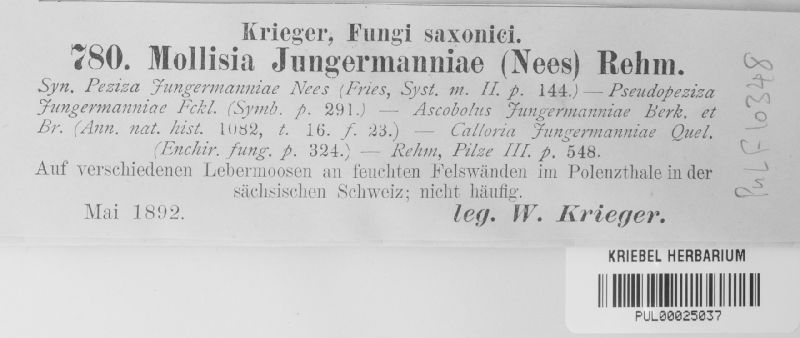 Krieger, Fungi saxonici.
780. Mollisia Jungermanniae (Nees) Rehm.
Syn. Peziza Jungermanniae Nees (Fries, Syst. m. II. p. 144.) — Pseudopeziza
Jungermanniae Fckl. (Symb. p. 291.) — Ascobolus Jungermanniae Berk. et
Br. (Ann. nat. hist. 1082, t. 16. f. 23.) — Calloria Jungermanniae Quel.
(Enchir. fung. p. 324.) — Rehm, Pilze III. p. 548.
Auf verschiedenen Lebermoosen an feuchten Felswänden im Polenzthale in der
sächsischen Schweiz; nicht häufig.
Mai 1892. leg. W. Krieger.
PuL F 10348
KRIEBEL HERBARIUM
PUL00025037